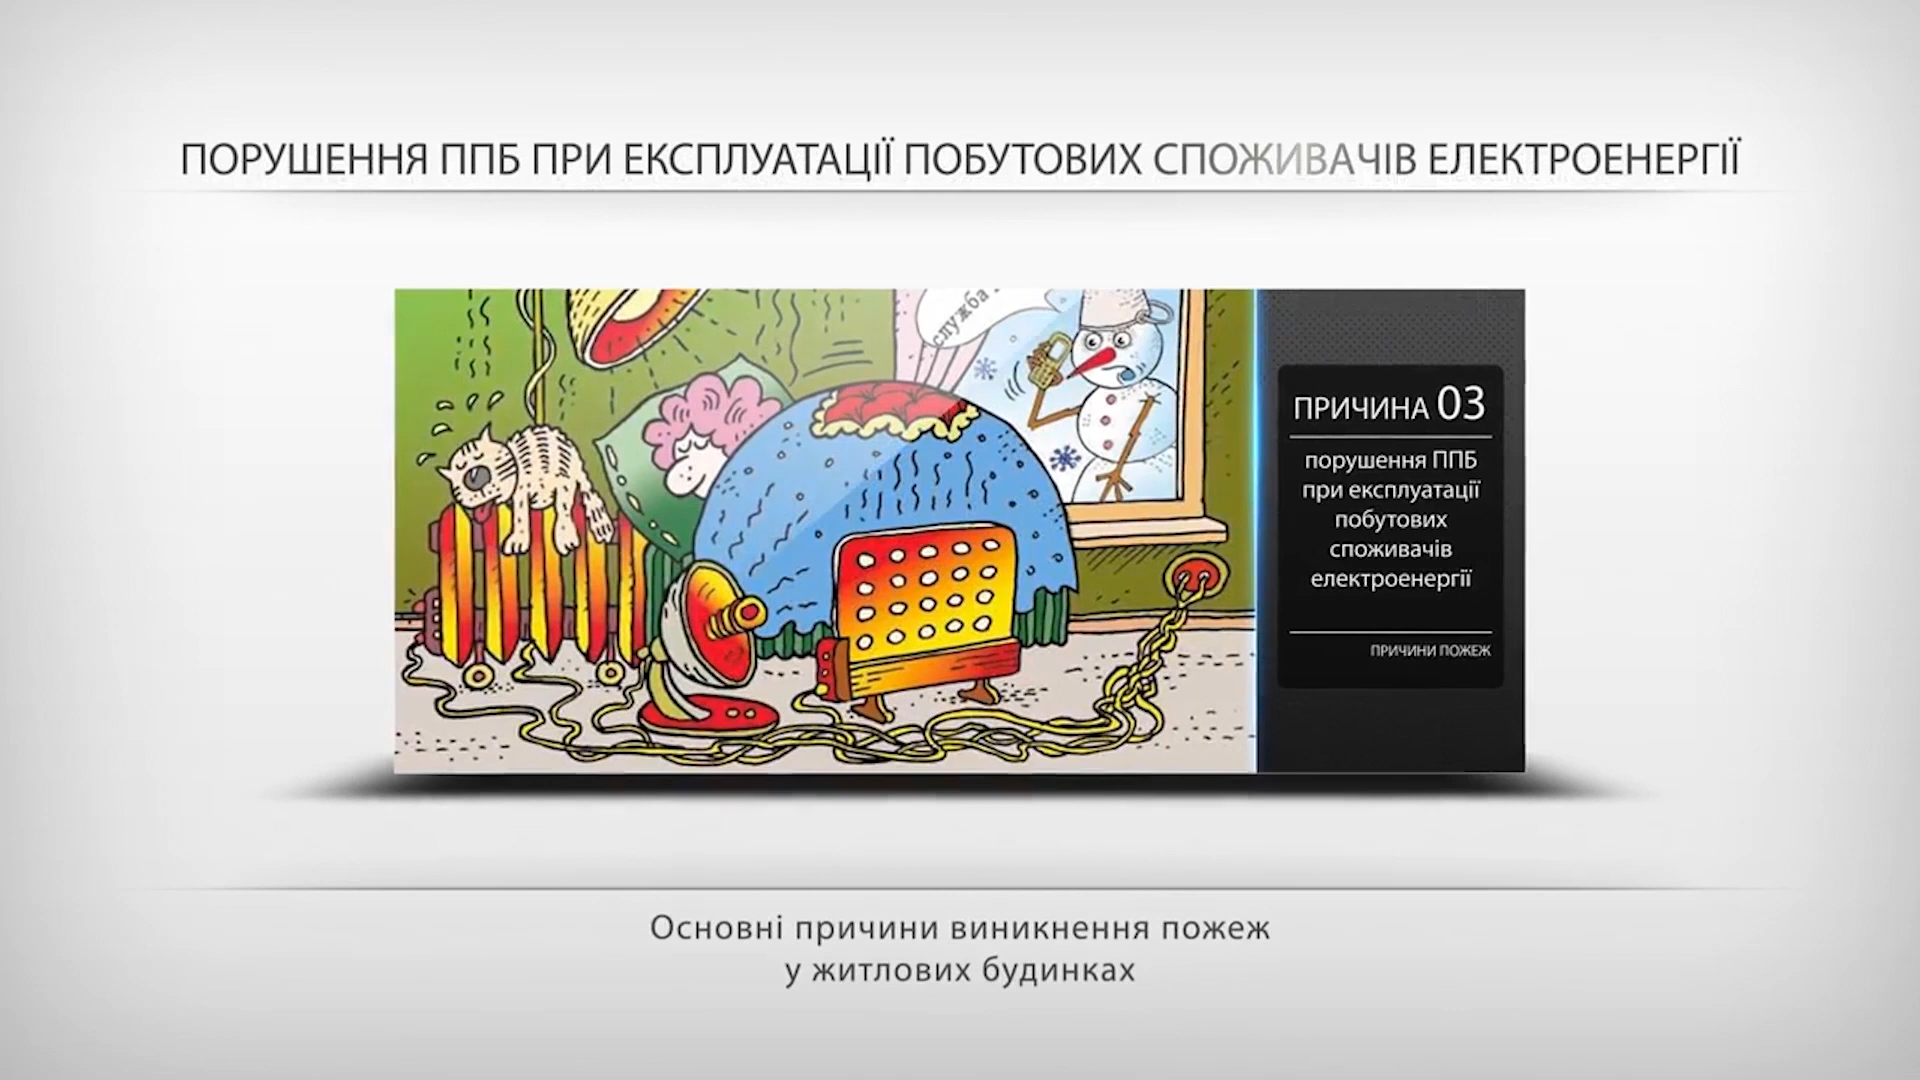 ПОРУШЕННЯ ППБ ПРИ ЕКСПЛУАТАЦІЇ ПОБУТОВИХ СПОЖИВАЧІВ ЕЛЕКТРОЕНЕРГІЇ
служба
ПРИЧИНА 03
порушення ППБ
при експлуатації
побутових
споживачів
електроенергії
ПРИЧИНИ ПОЖЕЖ
Основні причини виникнення пожеж
у житлових будинках